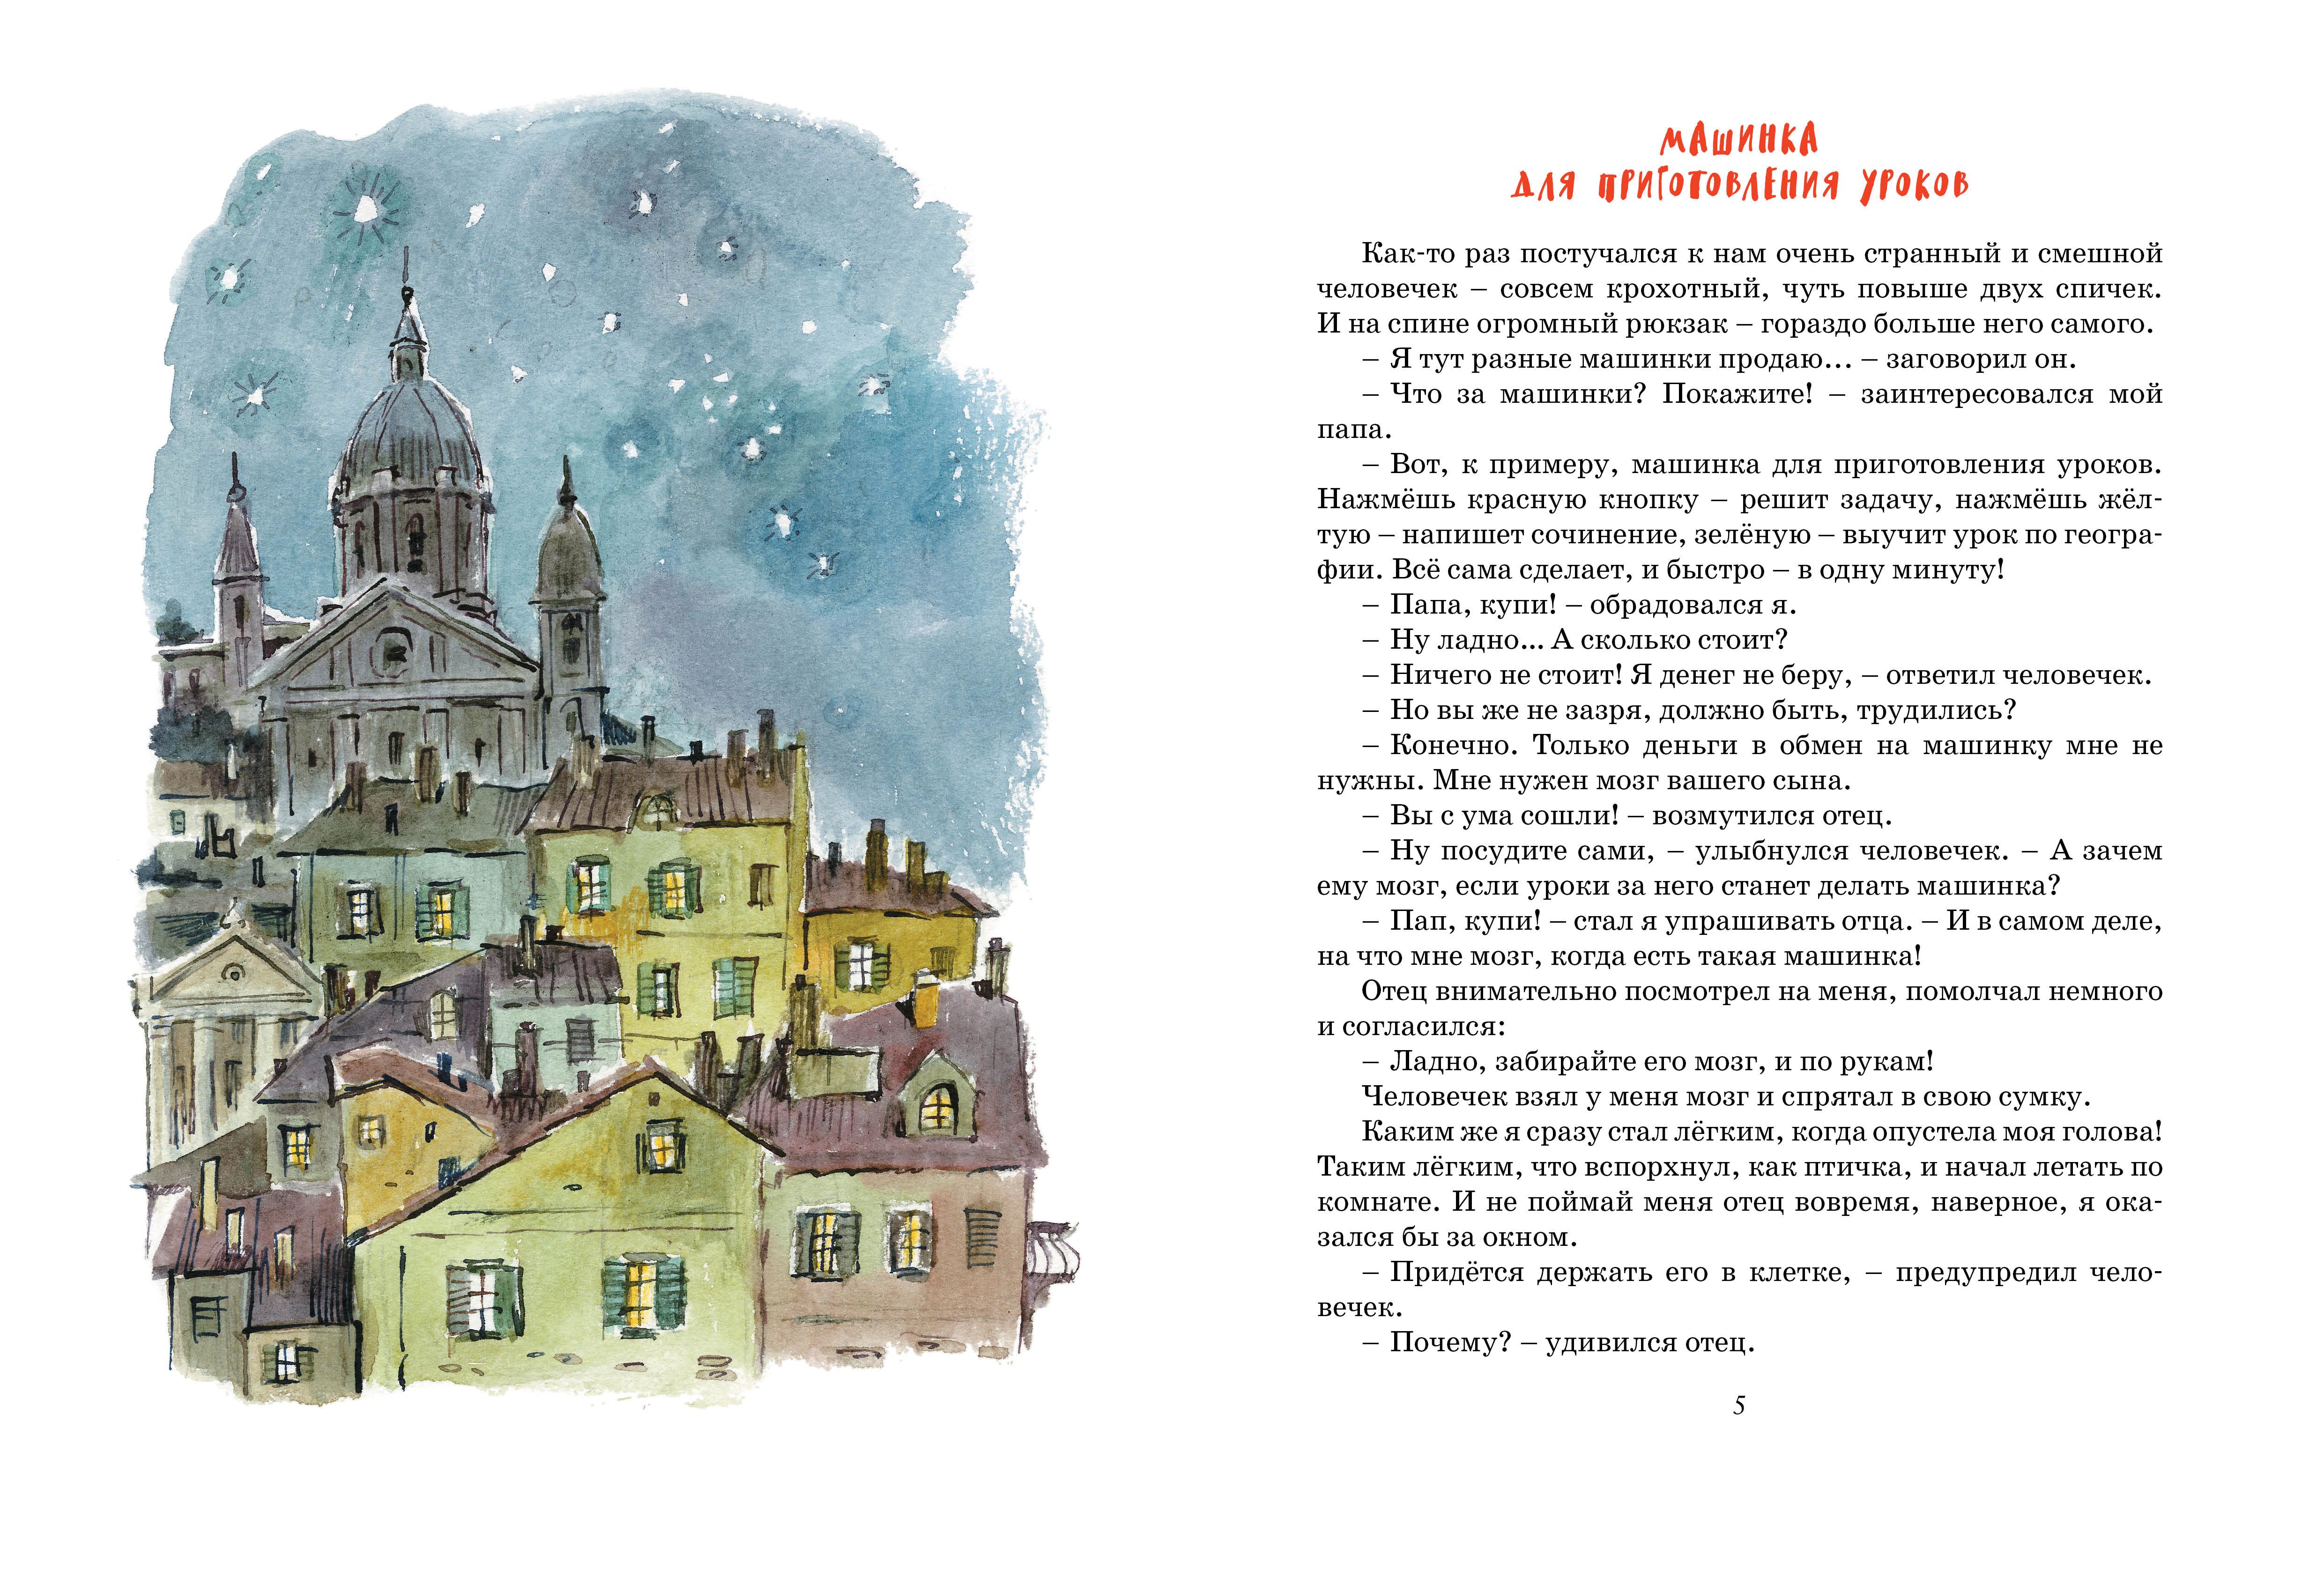 МАШИНКА
ДЛЯ ПРИГОТОВЛЕНИЯ УРОКОВ
Как-то раз постучался к нам очень странный и смешной
человечек – совсем крохотный, чуть повыше двух спичек.
И на спине огромный рюкзак – гораздо больше него самого.
– Я тут разные машинки продаю... – заговорил он.
– Что за машинки? Покажите! – заинтересовался мой
папа.
– Вот, к примеру, машинка для приготовления уроков.
Нажмёшь красную кнопку – решит задачу, нажмёшь жёл-
тую – напишет сочинение, зелёную – выучит урок по геогра-
фии. Всё сама сделает, и быстро – в одну минуту!
– Папа, купи! – обрадовался я.
– Ну ладно... А сколько стоит?
– Ничего не стоит! Я денег не беру, – ответил человечек.
– Но вы же не зазря, должно быть, трудились?
– Конечно. Только деньги в обмен на машинку мне не
нужны. Мне нужен мозг вашего сына.
– Вы с ума сошли! – возмутился отец.
– Ну посудите сами, – улыбнулся человечек. – А зачем
ему мозг, если уроки за него станет делать машинка?
– Пап, купи! – стал я упрашивать отца. – И в самом деле,
на что мне мозг, когда есть такая машинка!
Отец внимательно посмотрел на меня, помолчал немного
и согласился:
– Ладно, забирайте его мозг, и по рукам!
Человечек взял у меня мозг и спрятал в свою сумку.
Каким же я сразу стал лёгким, когда опустела моя голова!
Таким лёгким, что вспорхнул, как птичка, и начал летать по
комнате. И не поймай меня отец вовремя, наверное, я ока-
зался бы за окном.
– Придётся держать его в клетке, – предупредил чело-
вечек.
– Почему? – удивился отец.
5